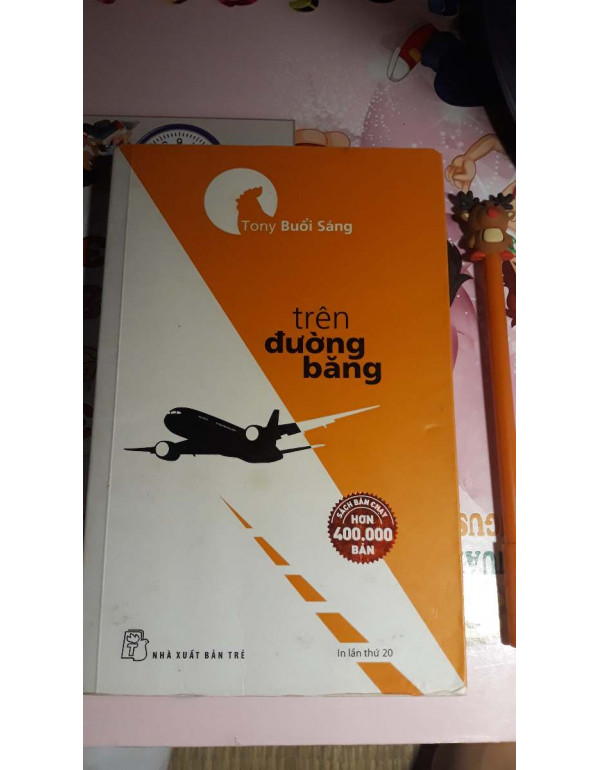 Tony Buổi Sáng
trên
đường
băng
SÁCH BÁN CHẠY
HƠN
400.000
BẢN
NHÀ XUẤT BẢN TRẺ
In lần thứ 20